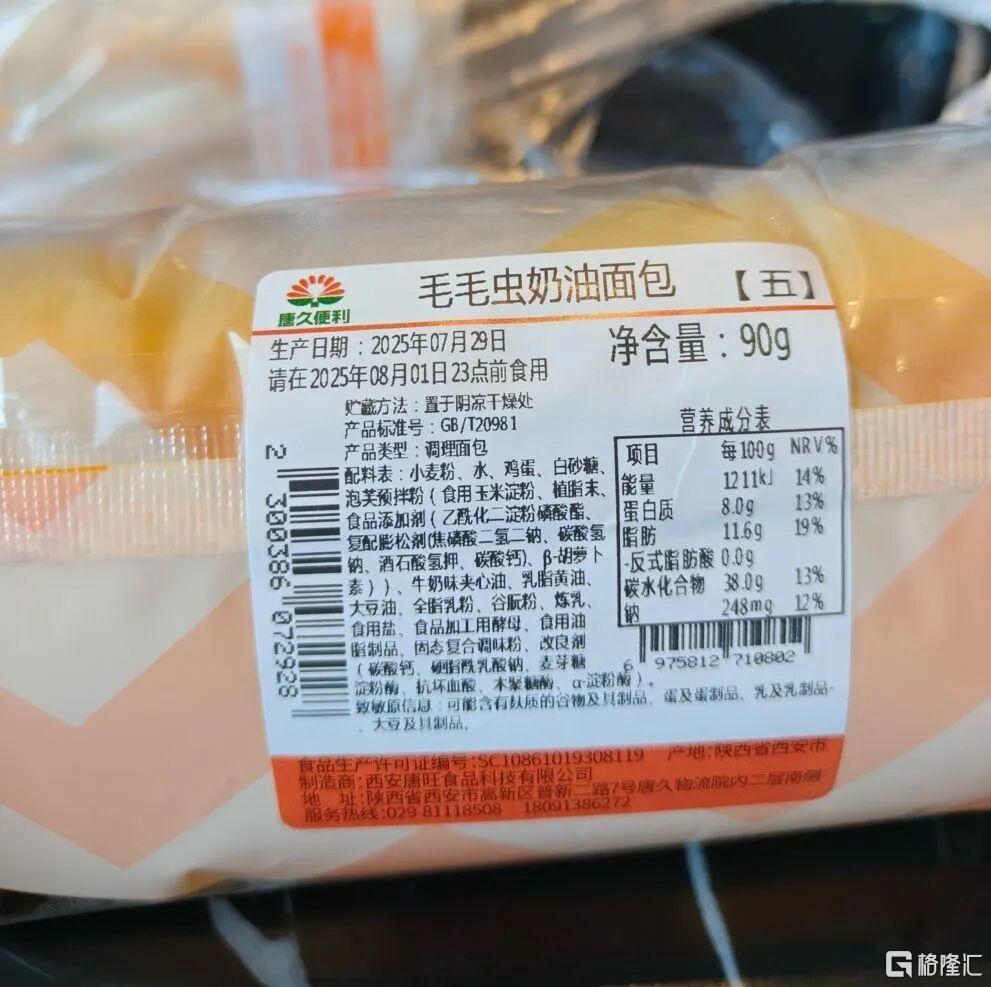 唐久便利
毛毛虫奶油面包
【五】
生产日期：2025年07月29日
请在2025年08月01日23点前食用
净含量：90g
贮藏方法：置于阴凉干燥处
产品标准号：GB/T20981
产品类型：调理面包
配料表：小麦粉、水、鸡蛋、白砂糖、
泡芙预拌粉（食用玉米淀粉、植脂末、
食品添加剂（乙酰化二淀粉磷酸酯、
复配膨松剂(焦磷酸二氢二钠、碳酸氢
钠、酒石酸氢钾、碳酸钙)、β-胡萝卜
素））、牛奶味夹心油、乳脂黄油、
大豆油、全脂乳粉、谷朊粉、炼乳、
食用盐、食品加工用酵母、食用油
脂制品、固态复合调味粉、改良剂
（碳酸钙、硬脂酰乳酸钠、麦芽糖
淀粉酶、抗坏血酸、木聚糖酶、α-淀粉酶）。
致敏原信息：可能含有麸质的谷物及其制品、蛋及蛋制品、乳及乳制品
、大豆及其制品。
营养成分表
项目 每100g NRV%
能量 1211kJ 14%
蛋白质 8.0g 13%
脂肪 11.6g 19%
-反式脂肪酸 0.0g
碳水化合物 38.0g 13%
钠 248mg 12%
2 300386 072928
6 975812 710802
食品生产许可证编号：SC10861019308119 产地：陕西省西安市
制造商：西安唐旺食品科技有限公司
地 址：陕西省西安市高新区普新二路7号唐久物流院内二层南侧
服务热线：029-81118508 18091386272
格隆汇